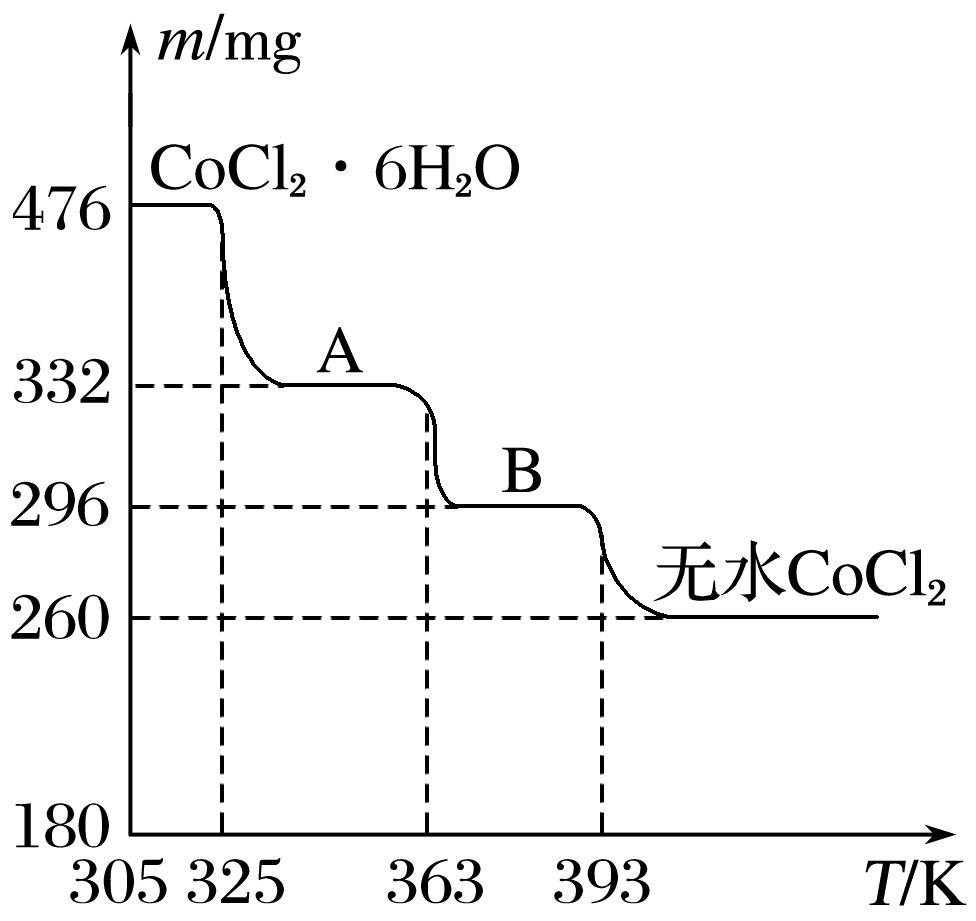 m/mg
CoCl₂・6H₂O
476
A
332
B
296
无水CoCl₂
260
180
305 325 363 393 T/K